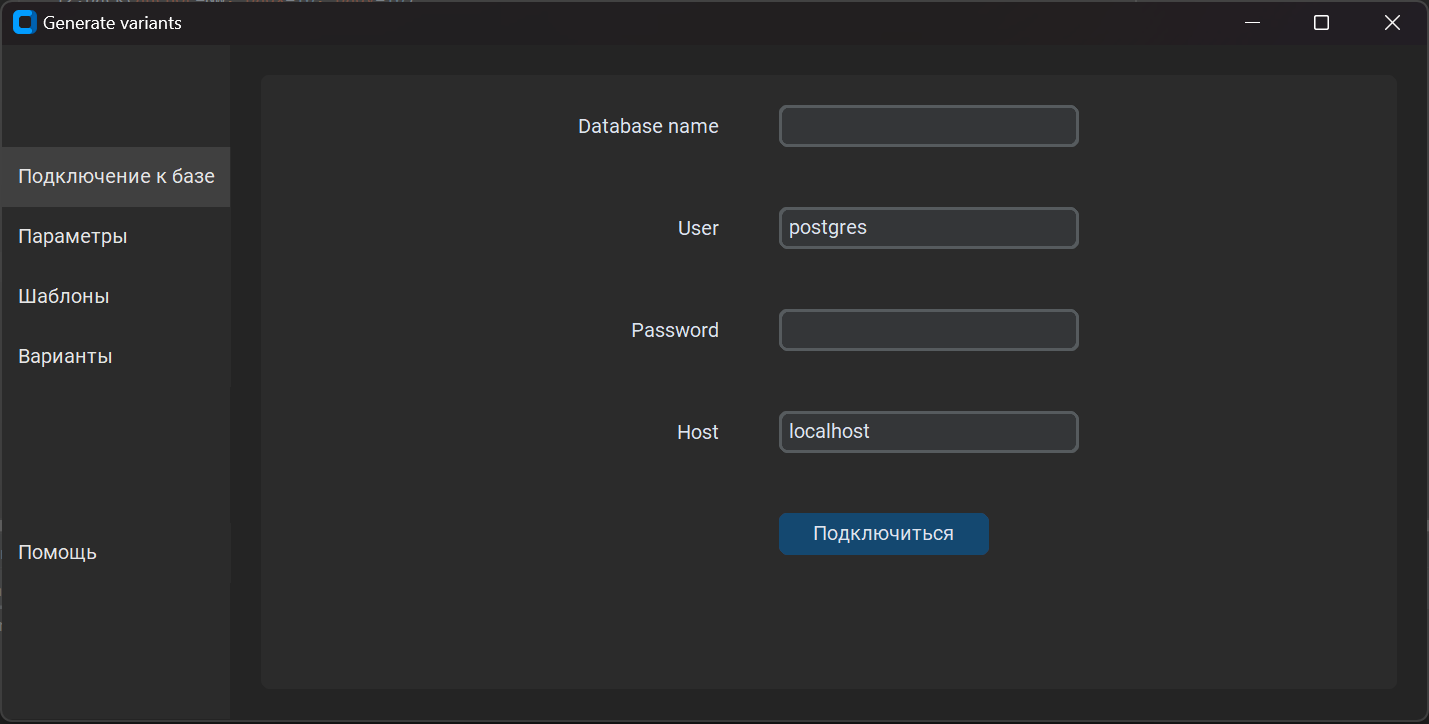 Generate variants
Подключение к базе
Параметры
Шаблоны
Варианты
Помощь
Database name
User
postgres
Password
Host
localhost
Подключиться